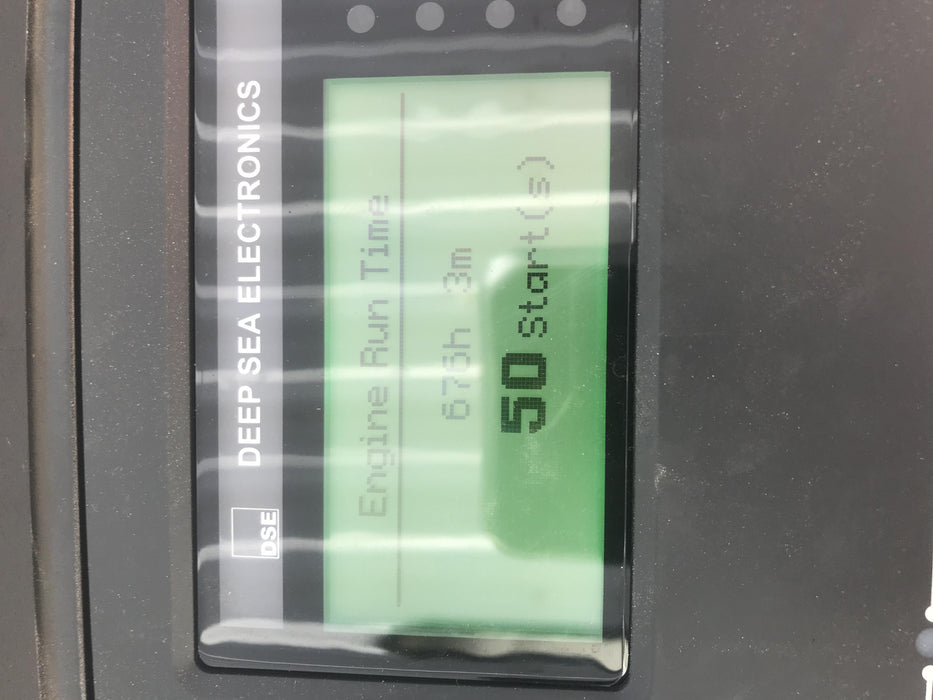 DSE DEEP SEA ELECTRONICS
Engine Run Time
676h 3m
50 Start(s)